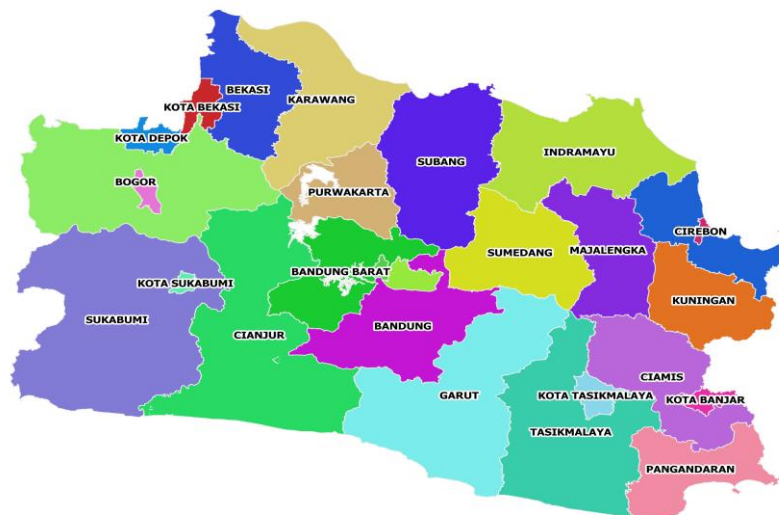 BEKASI
KARAWANG
KOTA BEKASI
KOTA DEPOK
INDRAMAYU
SUBANG
BOGOR
PURWAKARTA
CIREBON
SUMEDANG
MAJALENGKA
BANDUNG BARAT
KOTA SUKABUMI
KUNINGAN
SUKABUMI
CIANJUR
BANDUNG
CIAMIS
GARUT
KOTA TASIKMALAYA
KOTA BANJAR
TASIKMALAYA
PANGANDARAN